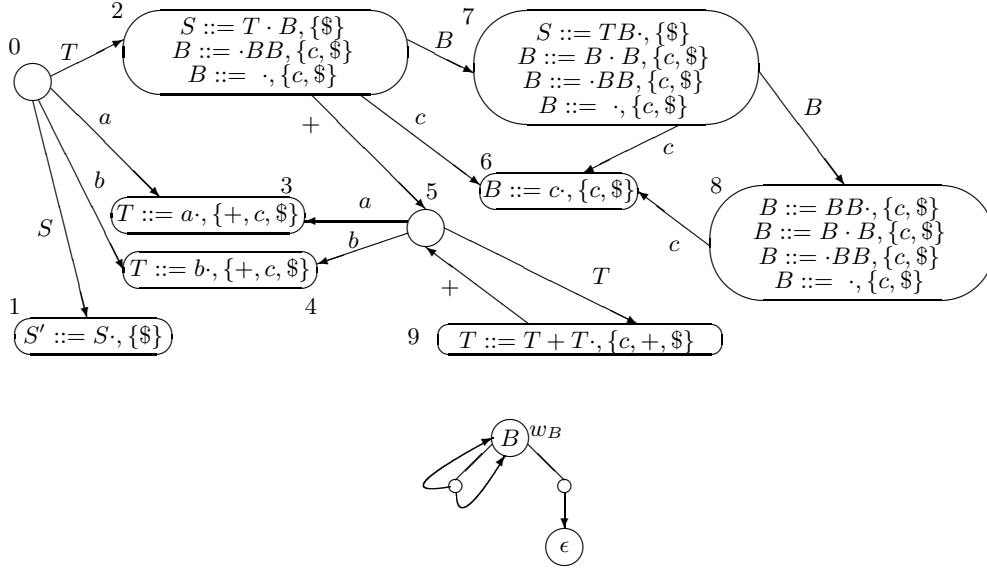 0
T
2
S ::= T · B, {$}
B ::= ·BB, {c, $}
B ::= ·, {c, $}
B
7
S ::= TB·, {$}
B ::= B · B, {c, $}
B ::= ·BB, {c, $}
B ::= ·, {c, $}
B
a
+
c
c
b
S
3
T ::= a·, {+, c, $}
a
5
6
B ::= c·, {c, $}
8
B ::= BB·, {c, $}
B ::= B · B, {c, $}
B ::= ·BB, {c, $}
B ::= ·, {c, $}
c
T ::= b·, {+, c, $}
b
4
+
T
1
S′ ::= S·, {$}
9
T ::= T + T·, {c, +, $}
B
w_B
ϵ